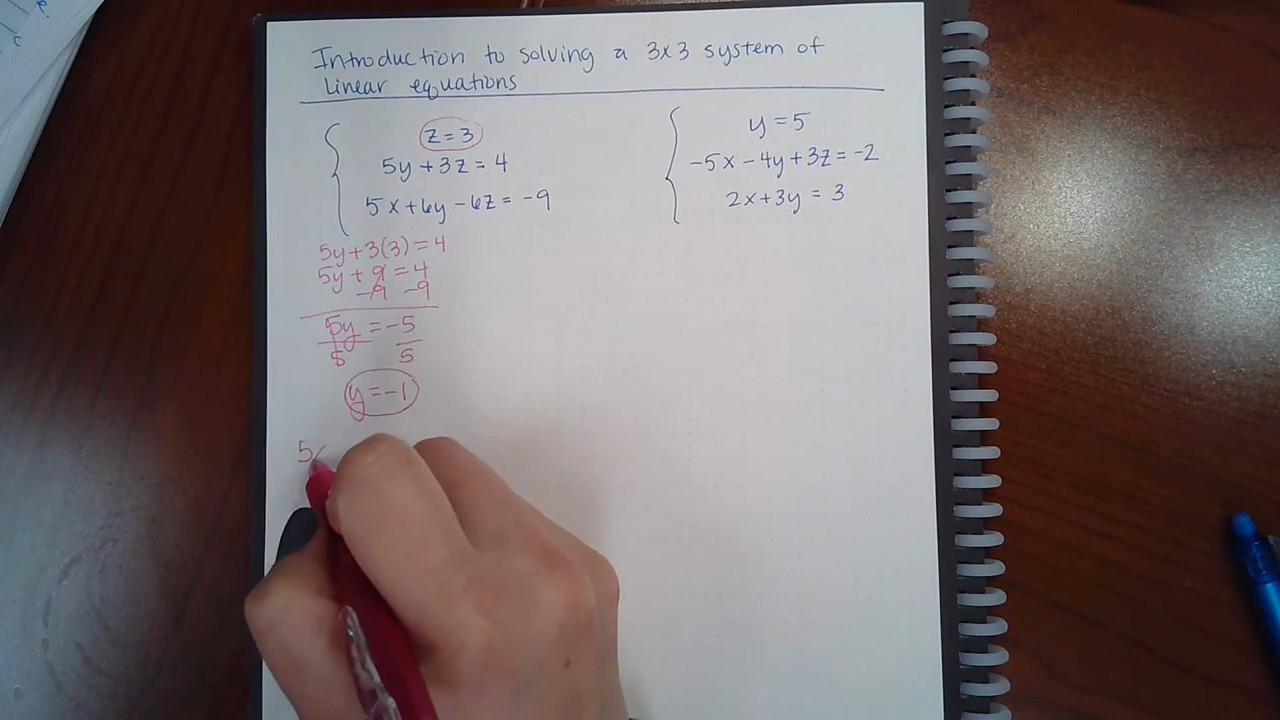 Introduction to solving a 3x3 system of
linear equations
z = 3
5y + 3z = 4
5x + 6y - 6z = -9
5y + 3(3) = 4
5y + 9 = 4
-9 -9
5y = -5
5 5
y = -1
5
y = 5
-5x - 4y + 3z = -2
2x + 3y = 3